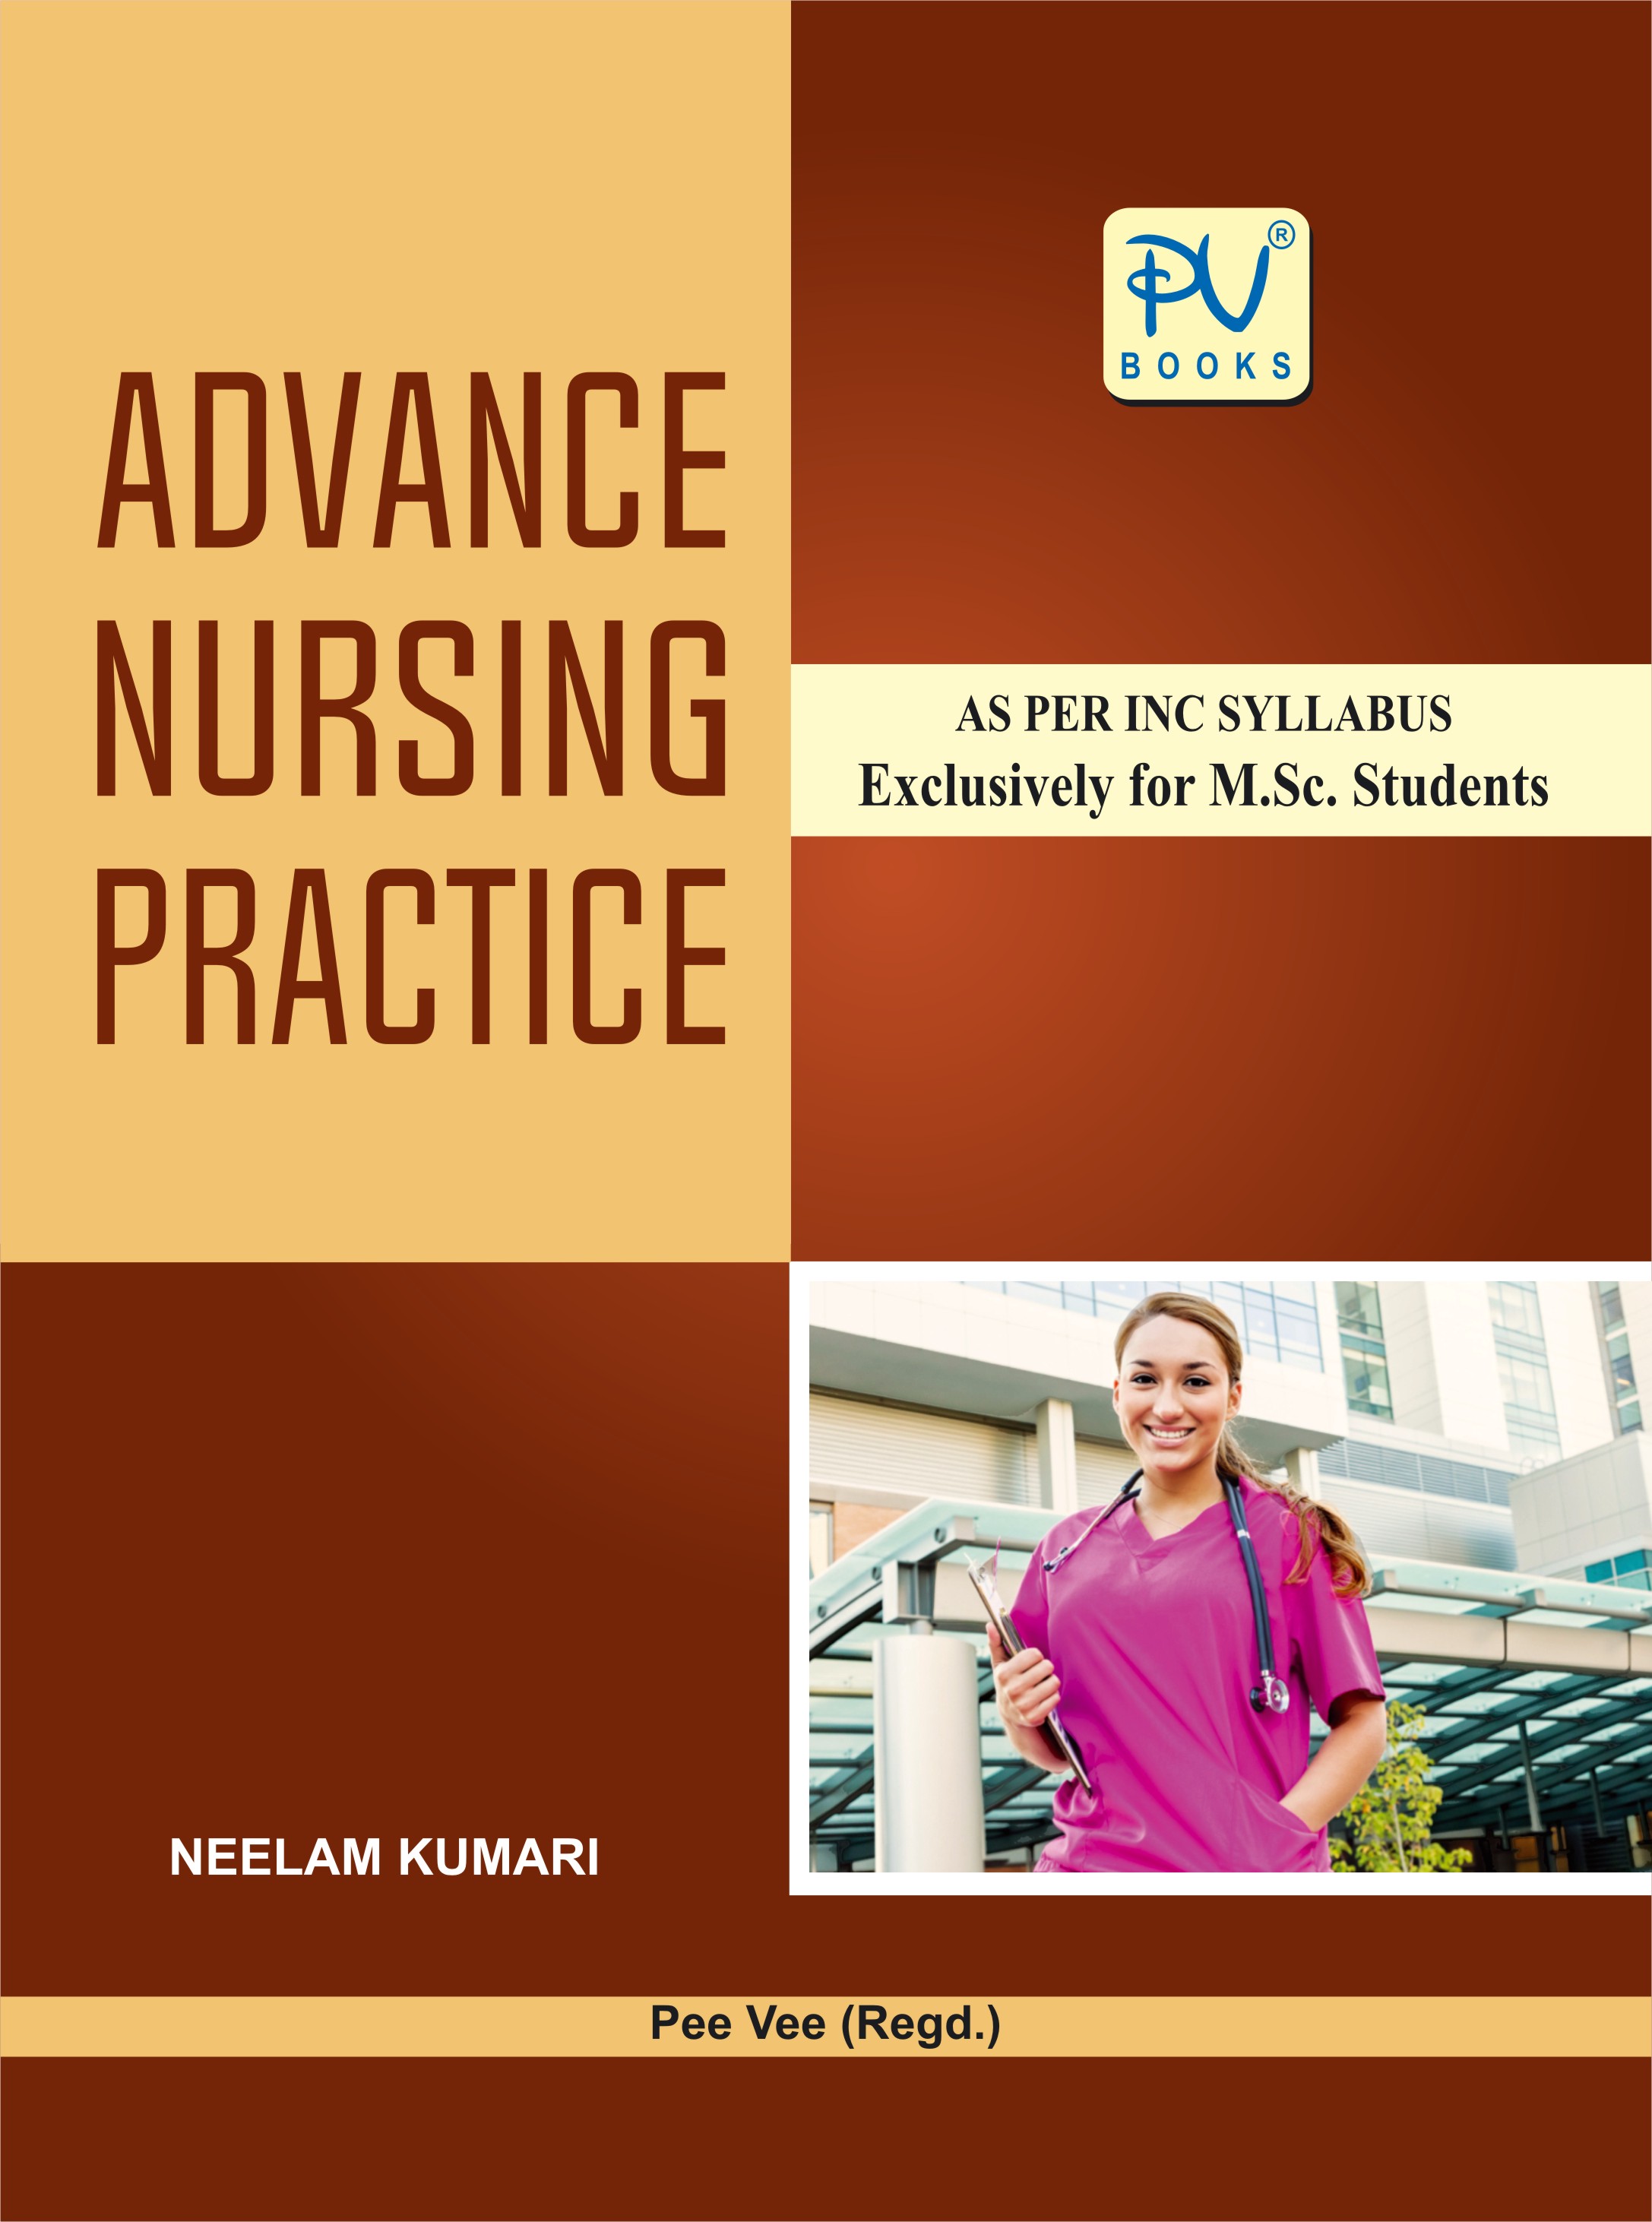 ADVANCE
NURSING
PRACTICE
PV®
BOOKS
AS PER INC SYLLABUS
Exclusively for M.Sc. Students
NEELAM KUMARI
Pee Vee (Regd.)